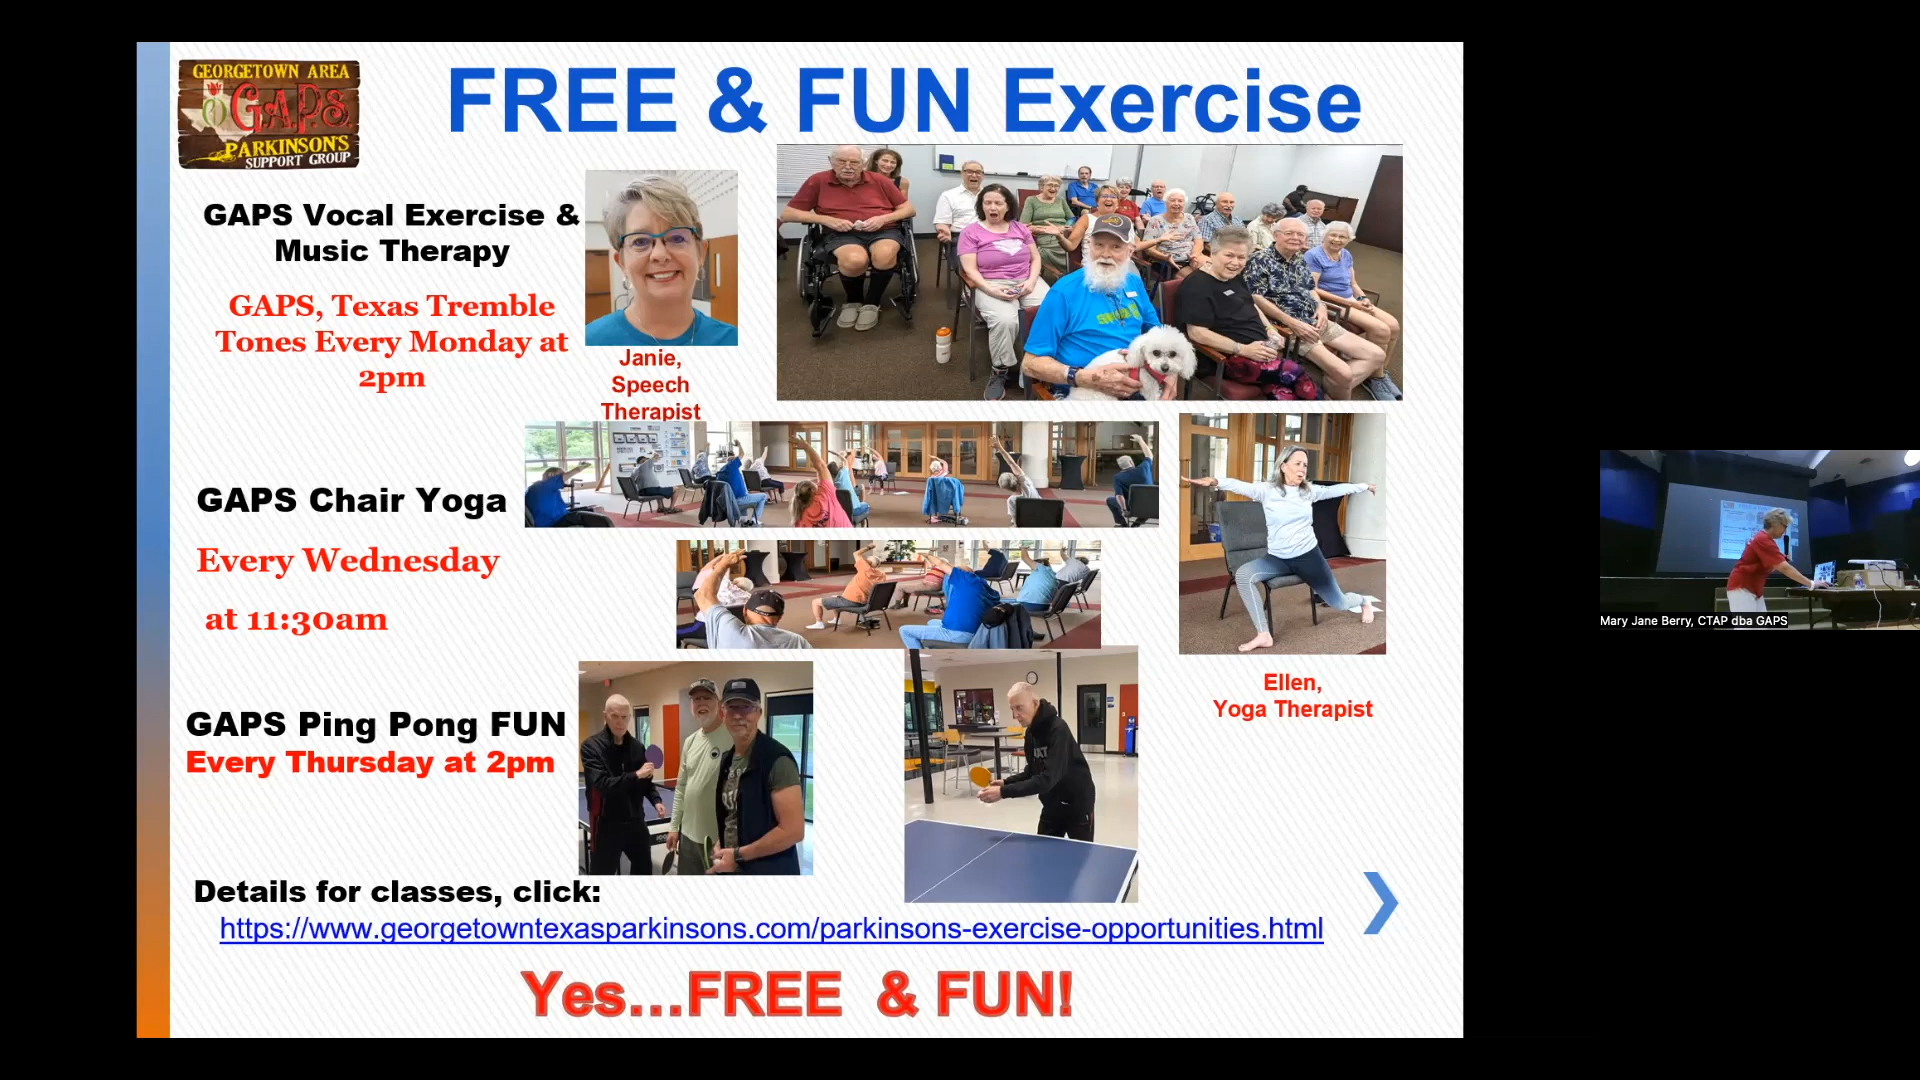 GEORGETOWN AREA
G.A.P.S.
PARKINSON'S
SUPPORT GROUP
FREE & FUN Exercise
GAPS Vocal Exercise &
Music Therapy
GAPS, Texas Tremble
Tones Every Monday at
2pm
Janie,
Speech
Therapist
GAPS Chair Yoga
Every Wednesday
at 11:30am
Ellen,
Yoga Therapist
GAPS Ping Pong FUN
Every Thursday at 2pm
Details for classes, click:
https://www.georgetowntexasparkinsons.com/parkinsons-exercise-opportunities.html
Yes...FREE & FUN!
Mary Jane Berry, CTAP dba GAPS